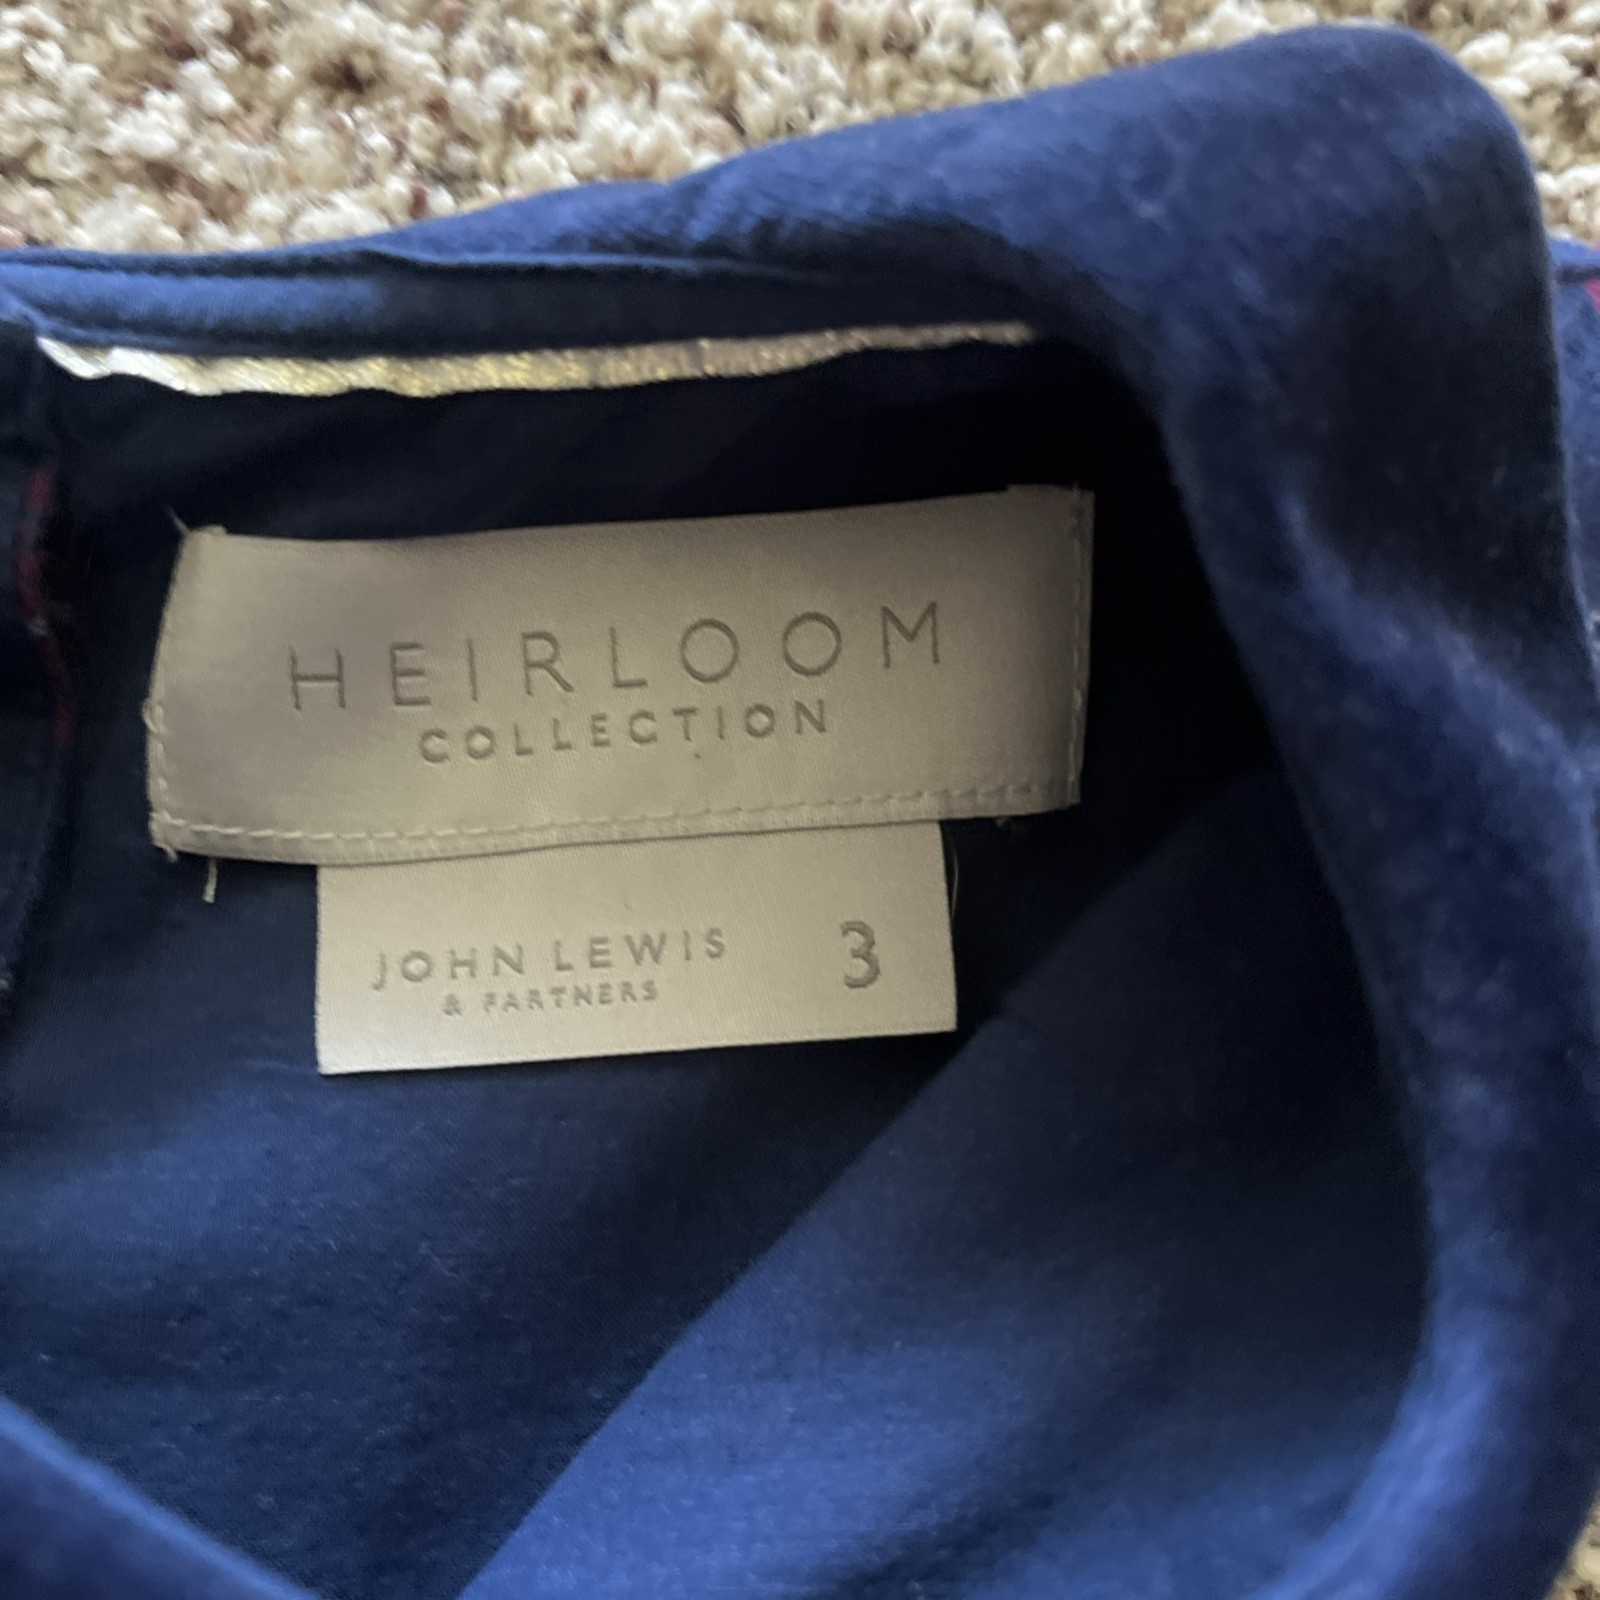 HEIRLOOM
COLLECTION
JOHN LEWIS 3
& PARTNERS